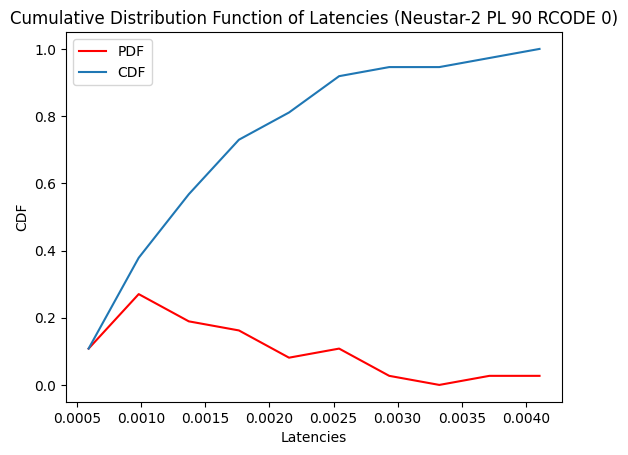 Cumulative Distribution Function of Latencies (Neustar-2 PL 90 RCODE 0)
PDF
CDF
1.0
0.8
0.6
0.4
0.2
0.0
CDF
0.0005 0.0010 0.0015 0.0020 0.0025 0.0030 0.0035 0.0040
Latencies